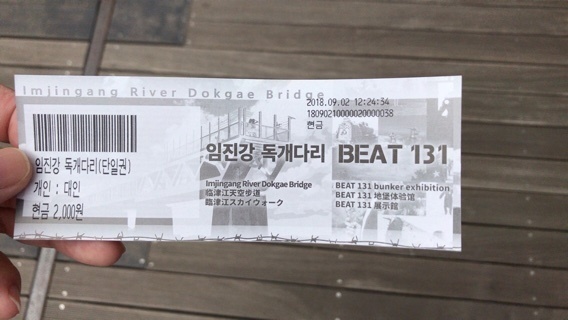 Imjingang River Dokgae Bridge
2018.09.02 12:24:34
18090210000020000038
현금
임진강 독개다리(단일권)
개인 : 대인
현금 2,000원
임진강 독개다리 BEAT 131
Imjingang River Dokgae Bridge
临津江天空步道
臨津江スカイウォーク
BEAT 131 bunker exhibition
BEAT 131 地堡体验馆
BEAT 131 展示館